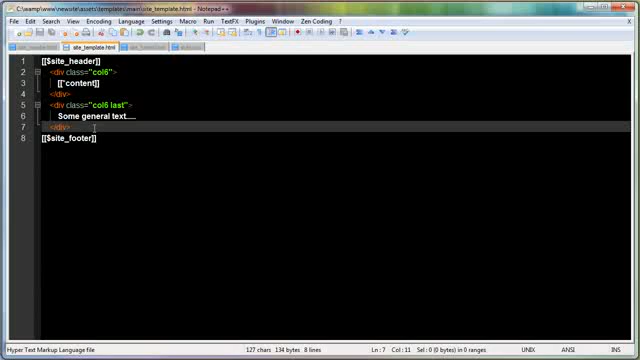 C:\wamp\www\newsite\assets\templates\main\site_template.html - Notepad++
File Edit Search View Encoding Language Settings Macro Run TextFX Plugins Window Zen Coding ?
X
site_template.html
1 [[$site_header]]
2 <div class="col6">
3 [[*content]]
4 </div>
5 <div class="col6 last">
6 Some general text.....
7 </div>
8 [[$site_footer]]
Hyper Text Markup Language file 127 chars 134 bytes 8 lines Ln : 7 Col : 11 Sel : 0 (0 bytes) in 0 ranges UNIX ANSI INS